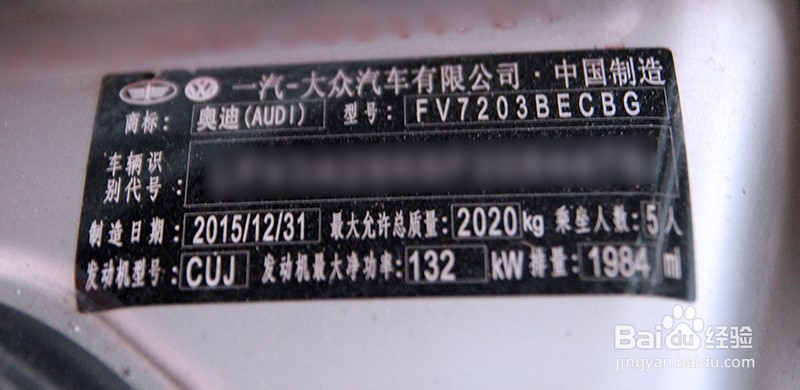 一汽-大众汽车有限公司·中国制造
商标: 奥迪(AUDI) 型号: FV7203BECBG
车辆识
别代号:
制造日期: 2015/12/31 最大允许总质量: 2020kg 乘坐人数: 5人
发动机型号: CUJ 发动机最大净功率: 132 kW 排量: 1984 ml
Baidu经验
jingyan.baidu.com